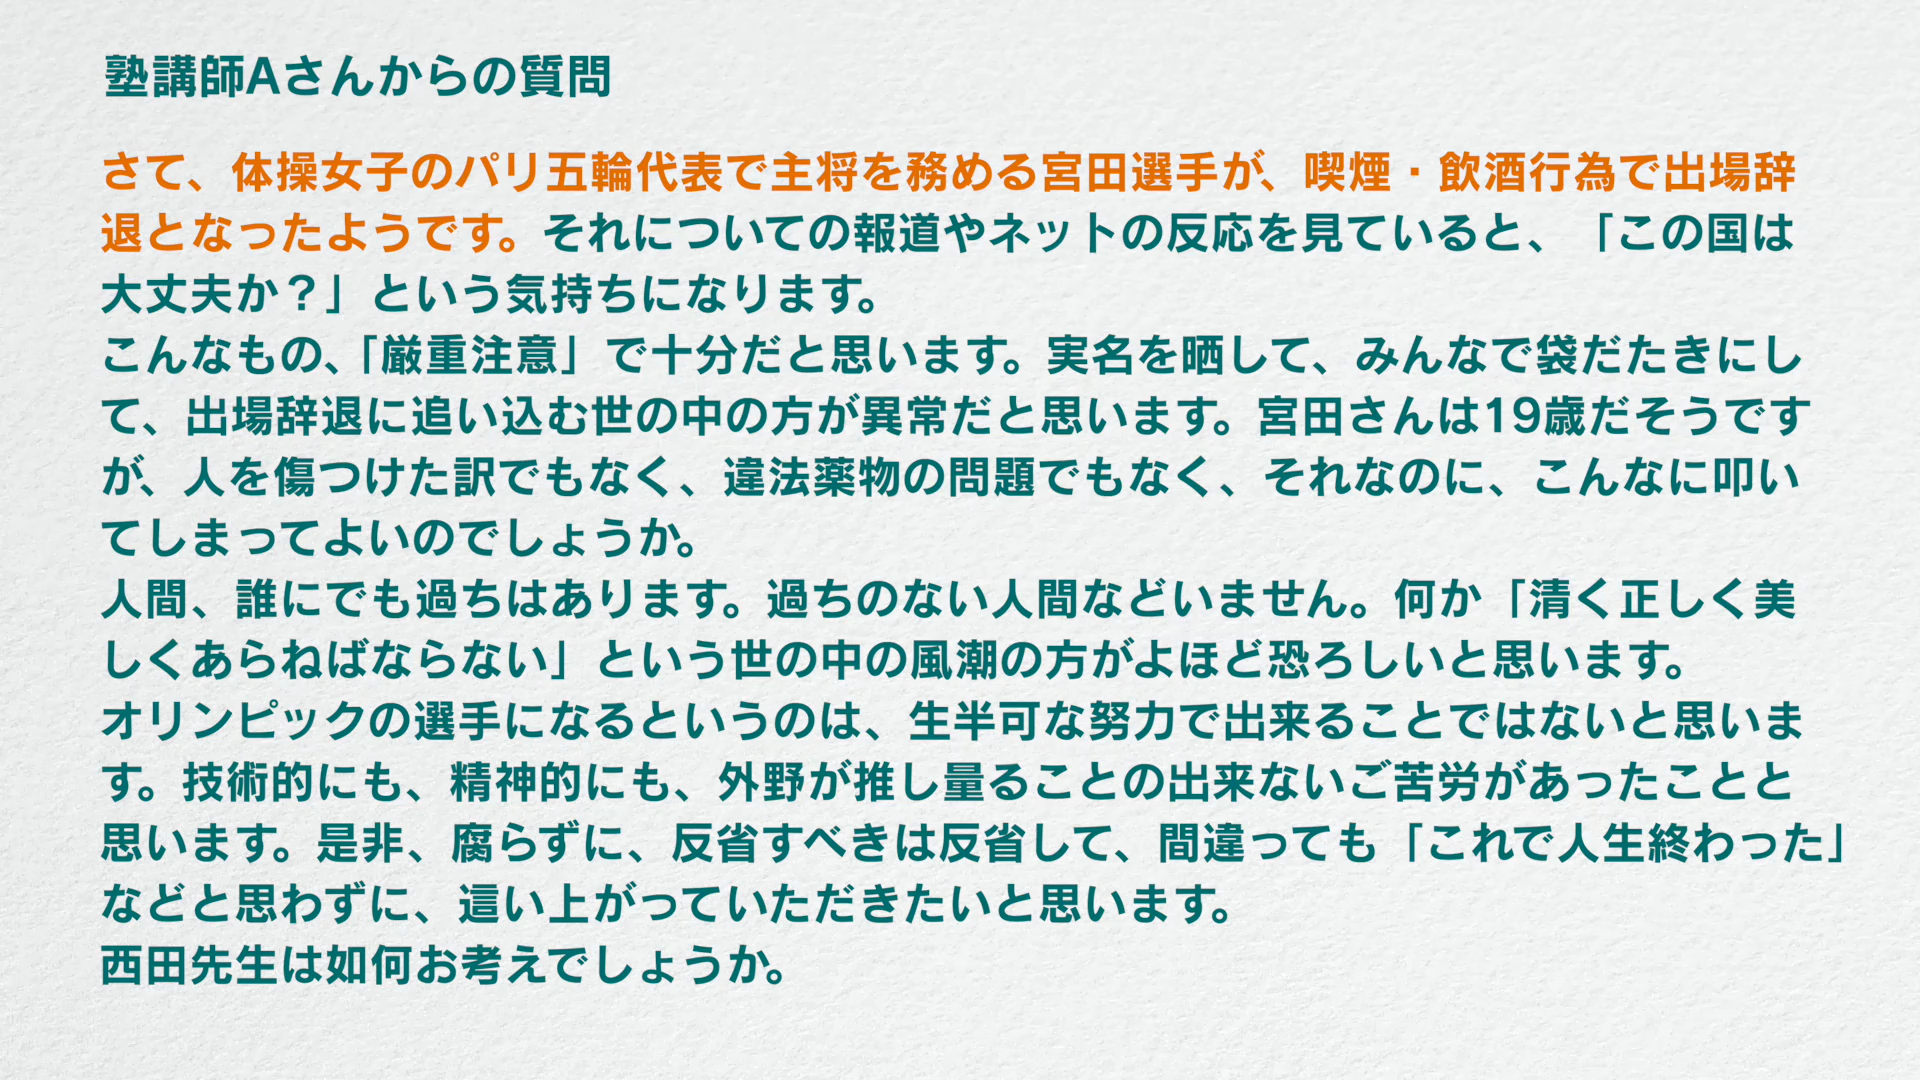 塾講師Aさんからの質問
さて、体操女子のパリ五輪代表で主将を務める宮田選手が、喫煙・飲酒行為で出場辞
退となったようです。それについての報道やネットの反応を見ていると、「この国は
大丈夫か？」という気持ちになります。
こんなもの、「厳重注意」で十分だと思います。実名を晒して、みんなで袋だたきにし
て、出場辞退に追い込む世の中の方が異常だと思います。宮田さんは19歳だそうです
が、人を傷つけた訳でもなく、違法薬物の問題でもなく、それなのに、こんなに叩い
てしまってよいのでしょうか。
人間、誰にでも過ちはあります。過ちのない人間などいません。何か「清く正しく美
しくあらねばならない」という世の中の風潮の方がよほど恐ろしいと思います。
オリンピックの選手になるというのは、生半可な努力で出来ることではないと思いま
す。技術的にも、精神的にも、外野が推し量ることの出来ないご苦労があったことと
思います。是非、腐らずに、反省すべきは反省して、間違っても「これで人生終わった」
などと思わずに、這い上がっていただきたいと思います。
西田先生は如何お考えでしょうか。